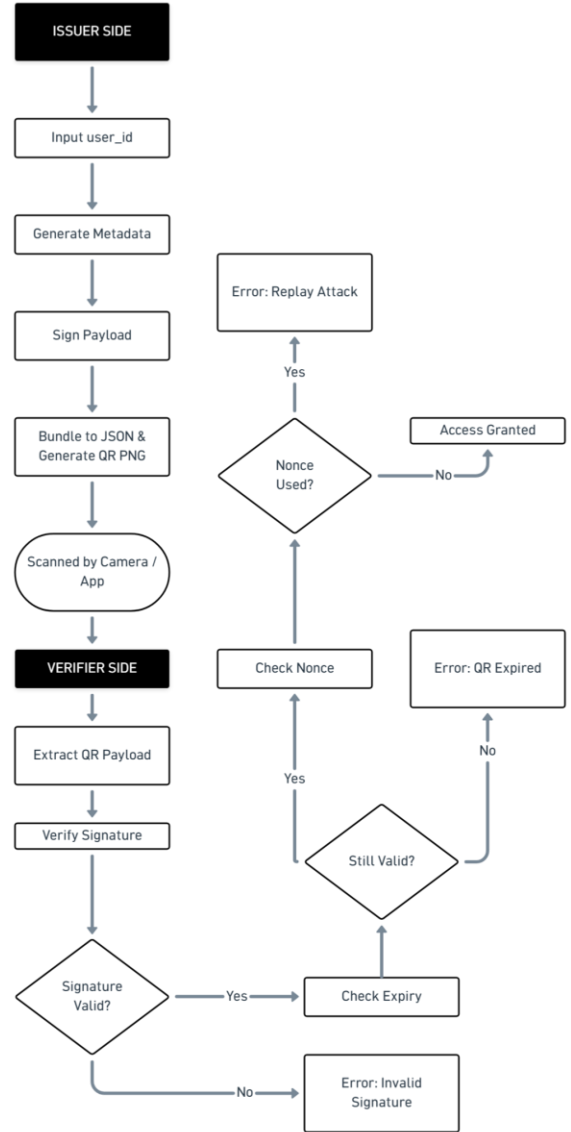 ISSUER SIDE
Input user_id
Generate Metadata
Sign Payload
Bundle to JSON &
Generate QR PNG
Scanned by Camera /
App
VERIFIER SIDE
Extract QR Payload
Verify Signature
Signature
Valid?
Yes
No
Error: Invalid
Signature
Check Expiry
Still Valid?
Yes
No
Error: QR Expired
Check Nonce
Nonce
Used?
Yes
No
Error: Replay Attack
Access Granted